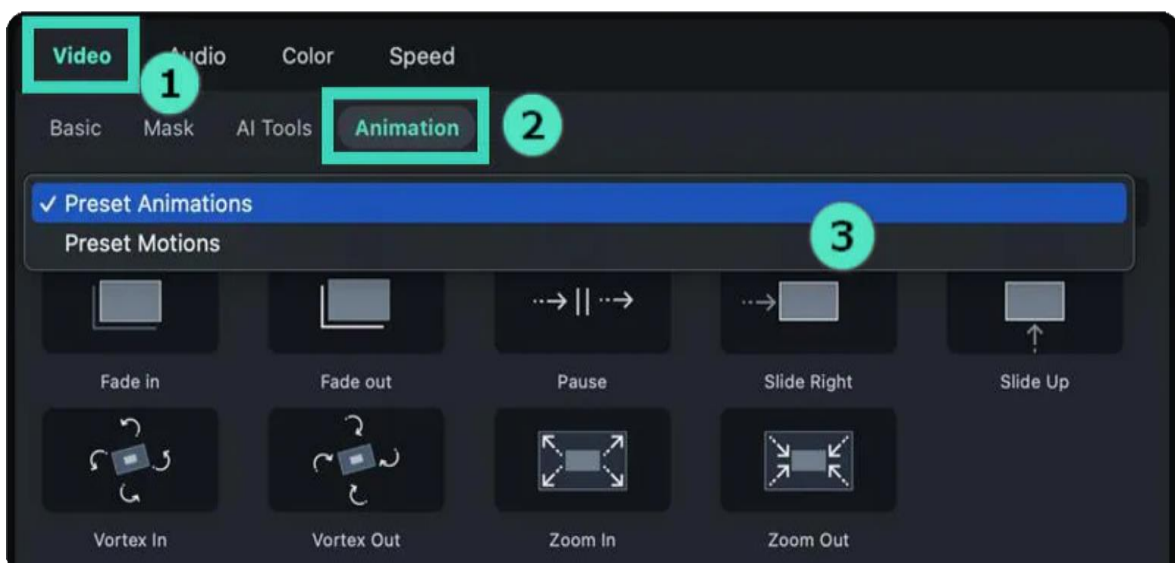 Video Audio Color Speed
1
Basic Mask AI Tools Animation 2
✓ Preset Animations
Preset Motions
3
Fade in Fade out Pause Slide Right Slide Up
Vortex In Vortex Out Zoom In Zoom Out